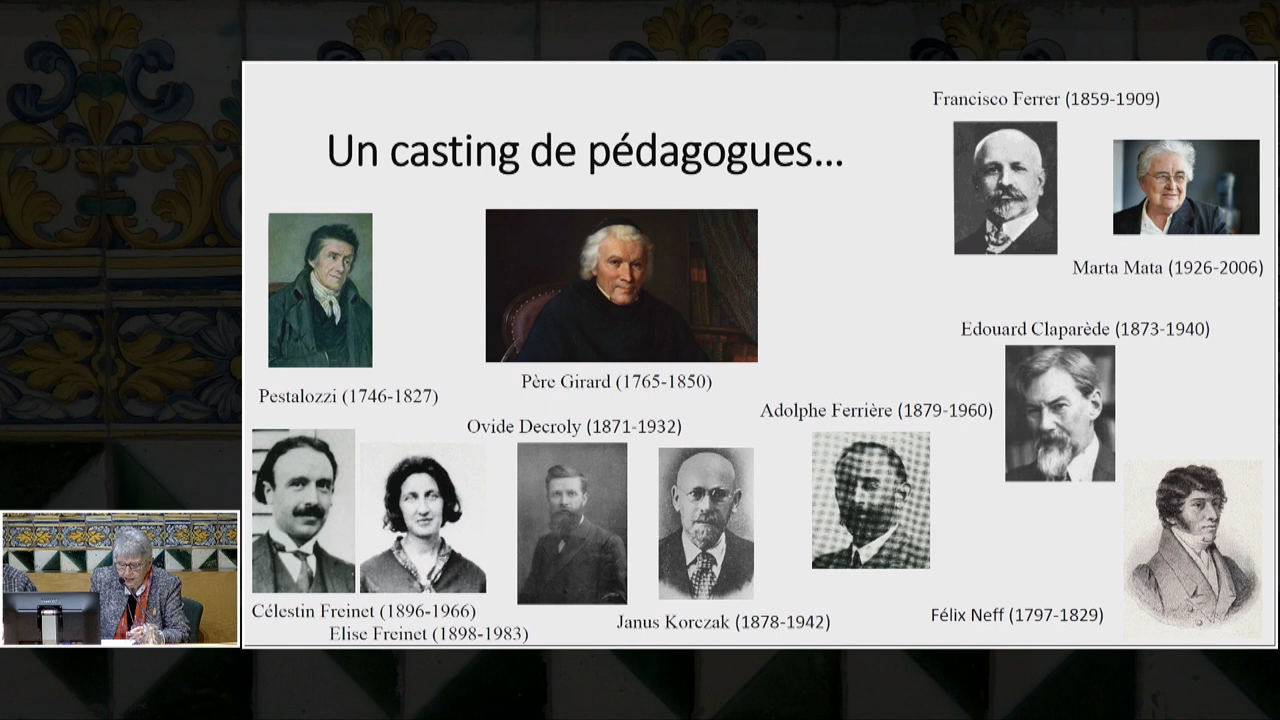 Francisco Ferrer (1859-1909)
Un casting de pédagogues...
Marta Mata (1926-2006)
Edouard Claparède (1873-1940)
Père Girard (1765-1850)
Pestalozzi (1746-1827)
Adolphe Ferrière (1879-1960)
Ovide Decroly (1871-1932)
Célestin Freinet (1896-1966)
Elise Freinet (1898-1983)
Janus Korczak (1878-1942)
Félix Neff (1797-1829)